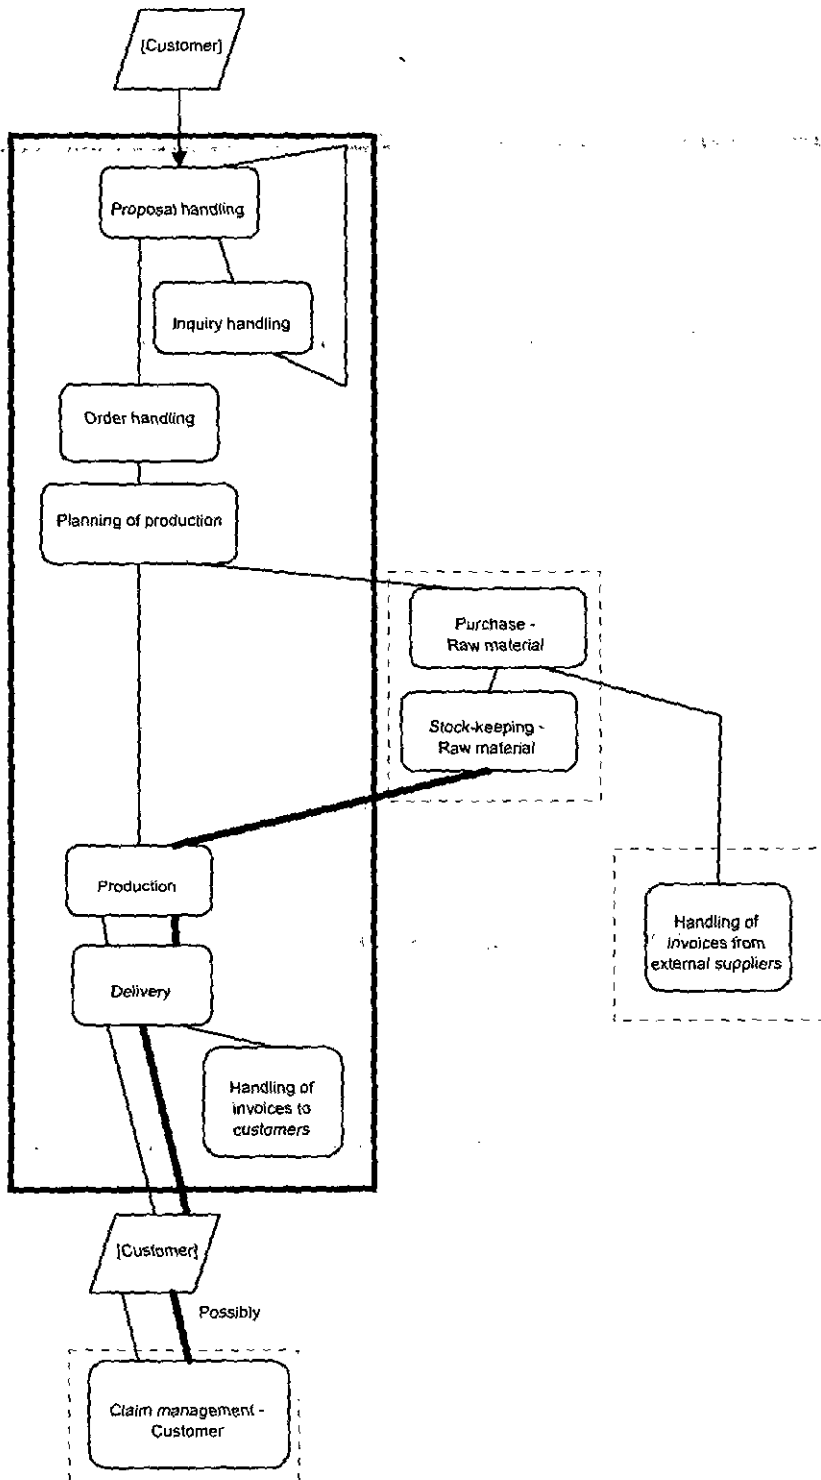 [Customer]
Proposal handling
Inquiry handling
Order handling
Planning of production
Purchase -
Raw material
Stock-keeping -
Raw material
Production
Handling of
invoices from
external suppliers
Delivery
Handling of
invoices to
customers
[Customer]
Possibly
Claim management -
Customer